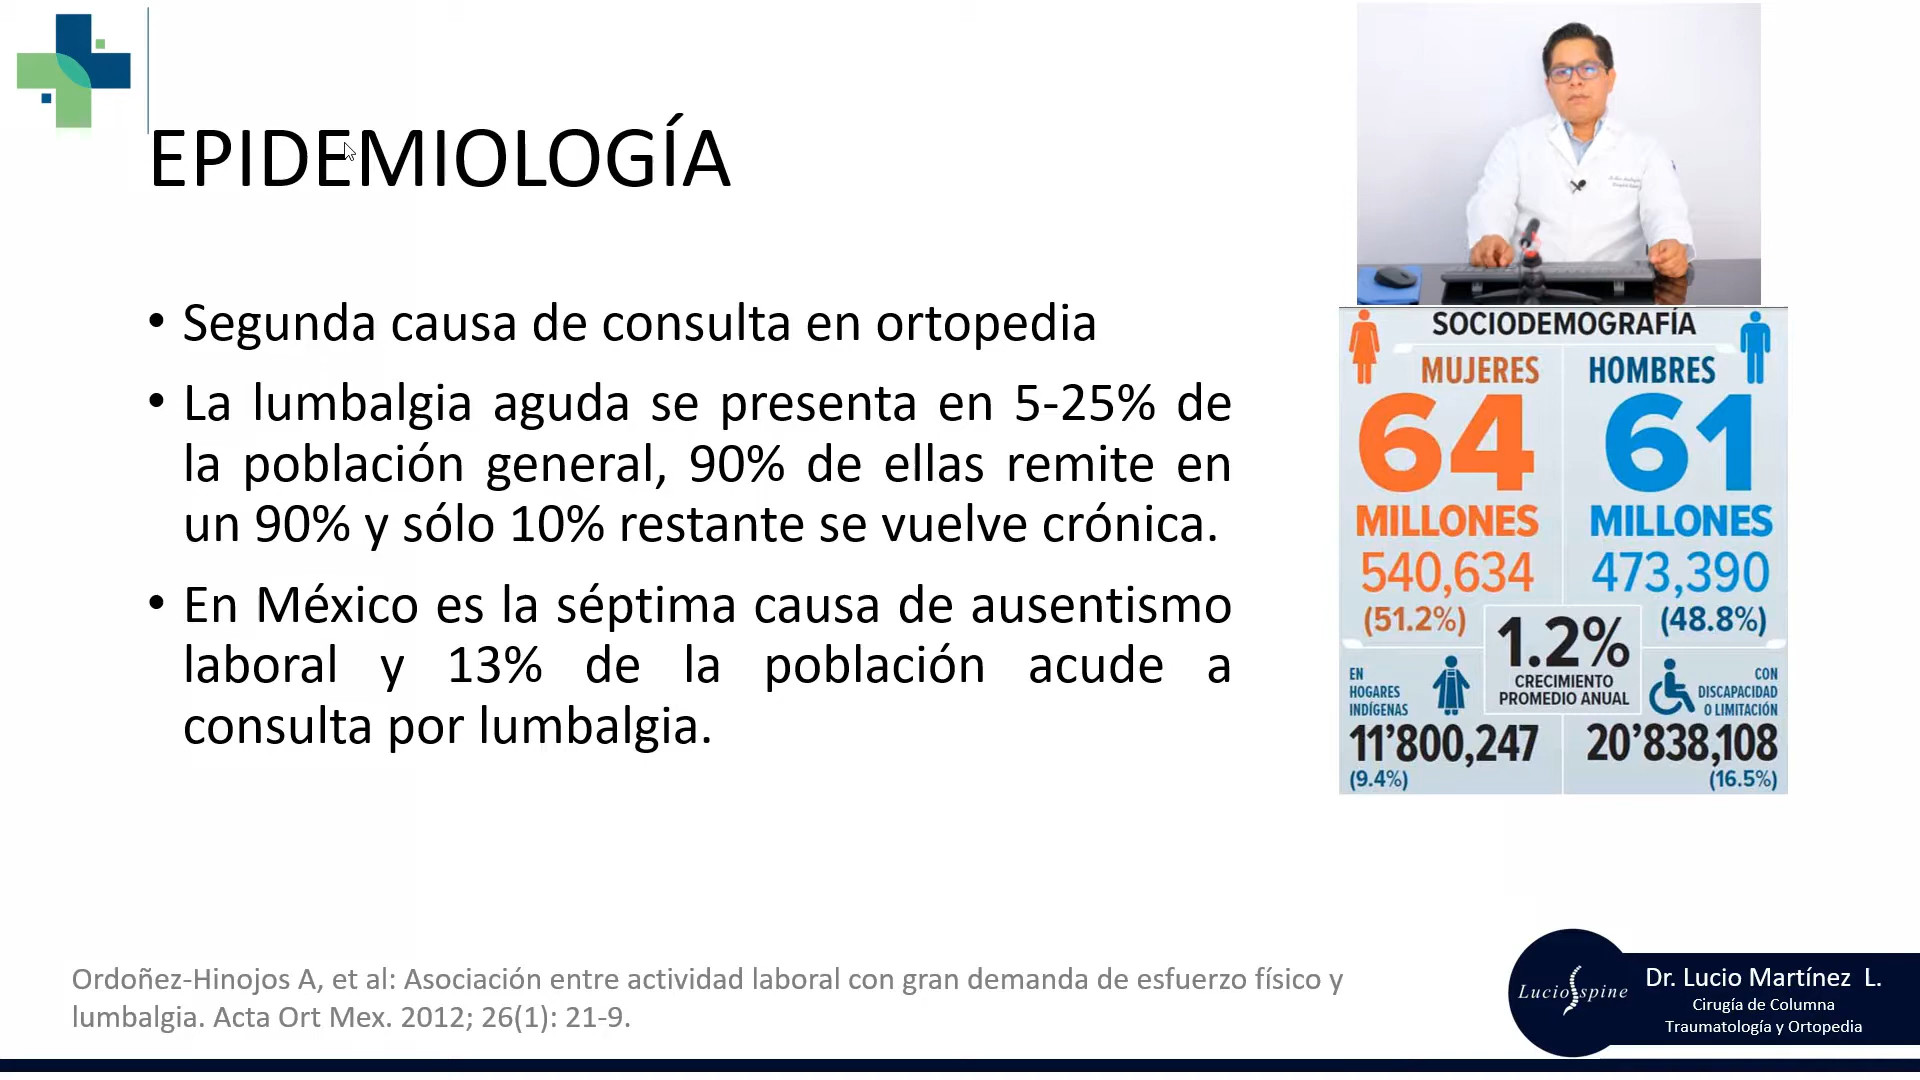 EPIDEMIOLOGÍA
• Segunda causa de consulta en ortopedia
• La lumbalgia aguda se presenta en 5-25% de
la población general, 90% de ellas remite en
un 90% y sólo 10% restante se vuelve crónica.
• En México es la séptima causa de ausentismo
laboral y 13% de la población acude a
consulta por lumbalgia.
SOCIODEMOGRAFÍA
MUJERES
64
MILLONES
540,634
(51.2%)
HOMBRES
61
MILLONES
473,390
(48.8%)
1.2%
CRECIMIENTO
PROMEDIO ANUAL
EN
HOGARES
INDÍGENAS
11’800,247
(9.4%)
CON
DISCAPACIDAD
O LIMITACIÓN
20’838,108
(16.5%)
Ordoñez-Hinojos A, et al: Asociación entre actividad laboral con gran demanda de esfuerzo físico y
lumbalgia. Acta Ort Mex. 2012; 26(1): 21-9.
Lucio spine
Dr. Lucio Martínez L.
Cirugía de Columna
Traumatología y Ortopedia